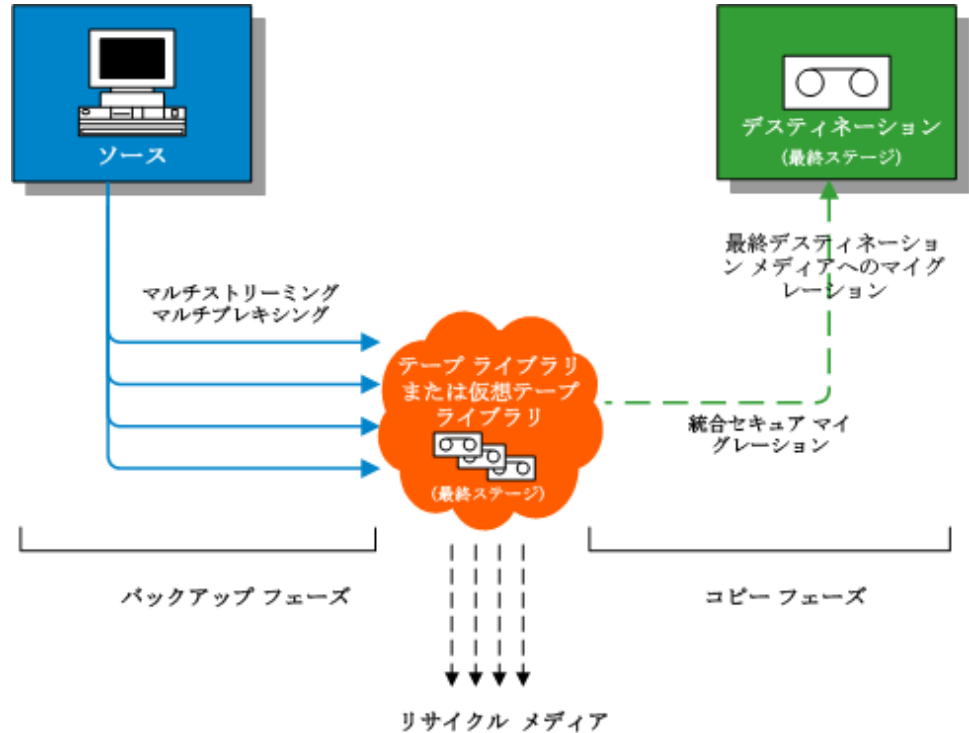 ソース
デスティネーション
(最終ステージ)
マルチストリーミング
マルチプレキシング
最終デスティネーショ
ン メディアへのマイグ
レーション
テープ ライブラリ
または仮想テープ
ライブラリ
(最終ステージ)
統合セキュア マイ
グレーション
バックアップ フェーズ
コピー フェーズ
リサイクル メディア